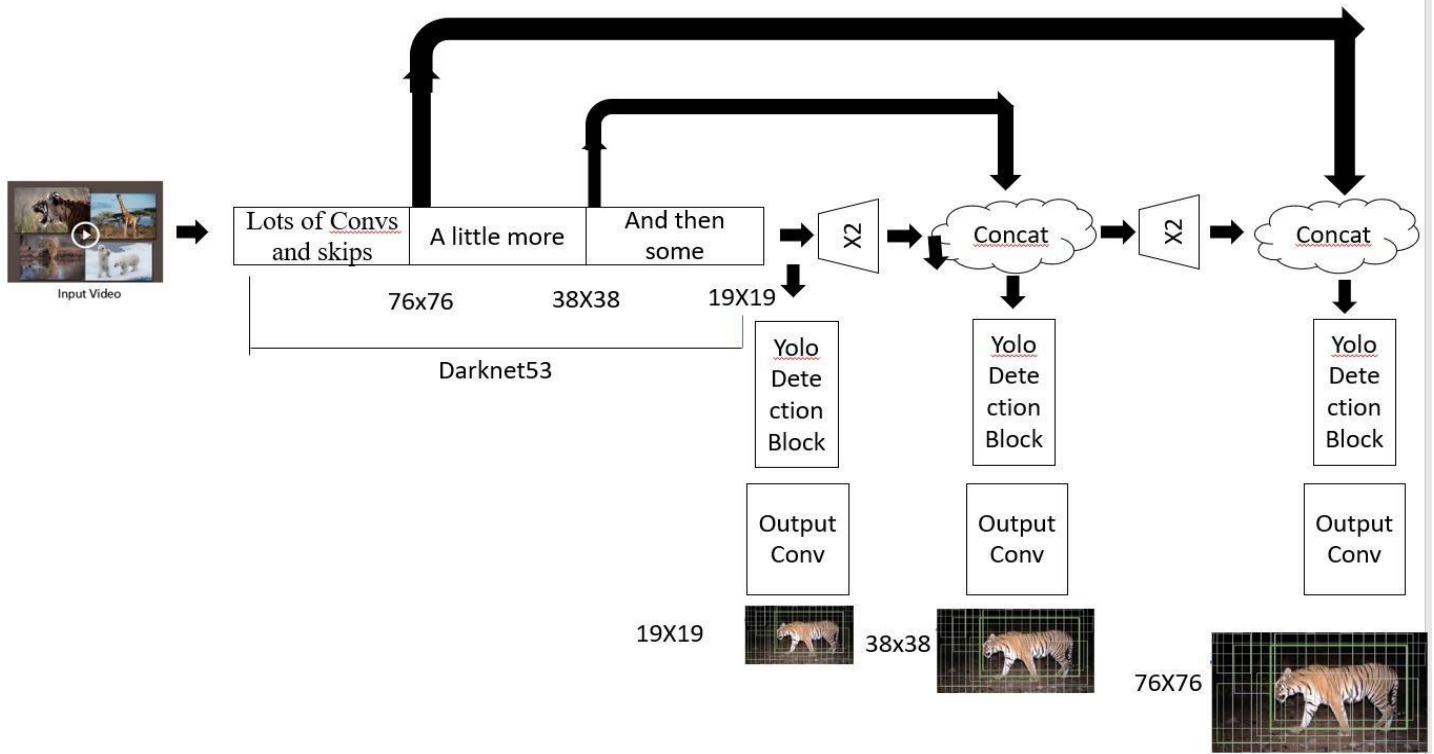 Input Video
Lots of Convs
and skips
A little more
And then
some
76x76
38X38
19X19
Darknet53
X2
Concat
X2
Concat
Yolo
Dete
ction
Block
Yolo
Dete
ction
Block
Yolo
Dete
ction
Block
Output
Conv
Output
Conv
Output
Conv
19X19
38x38
76X76